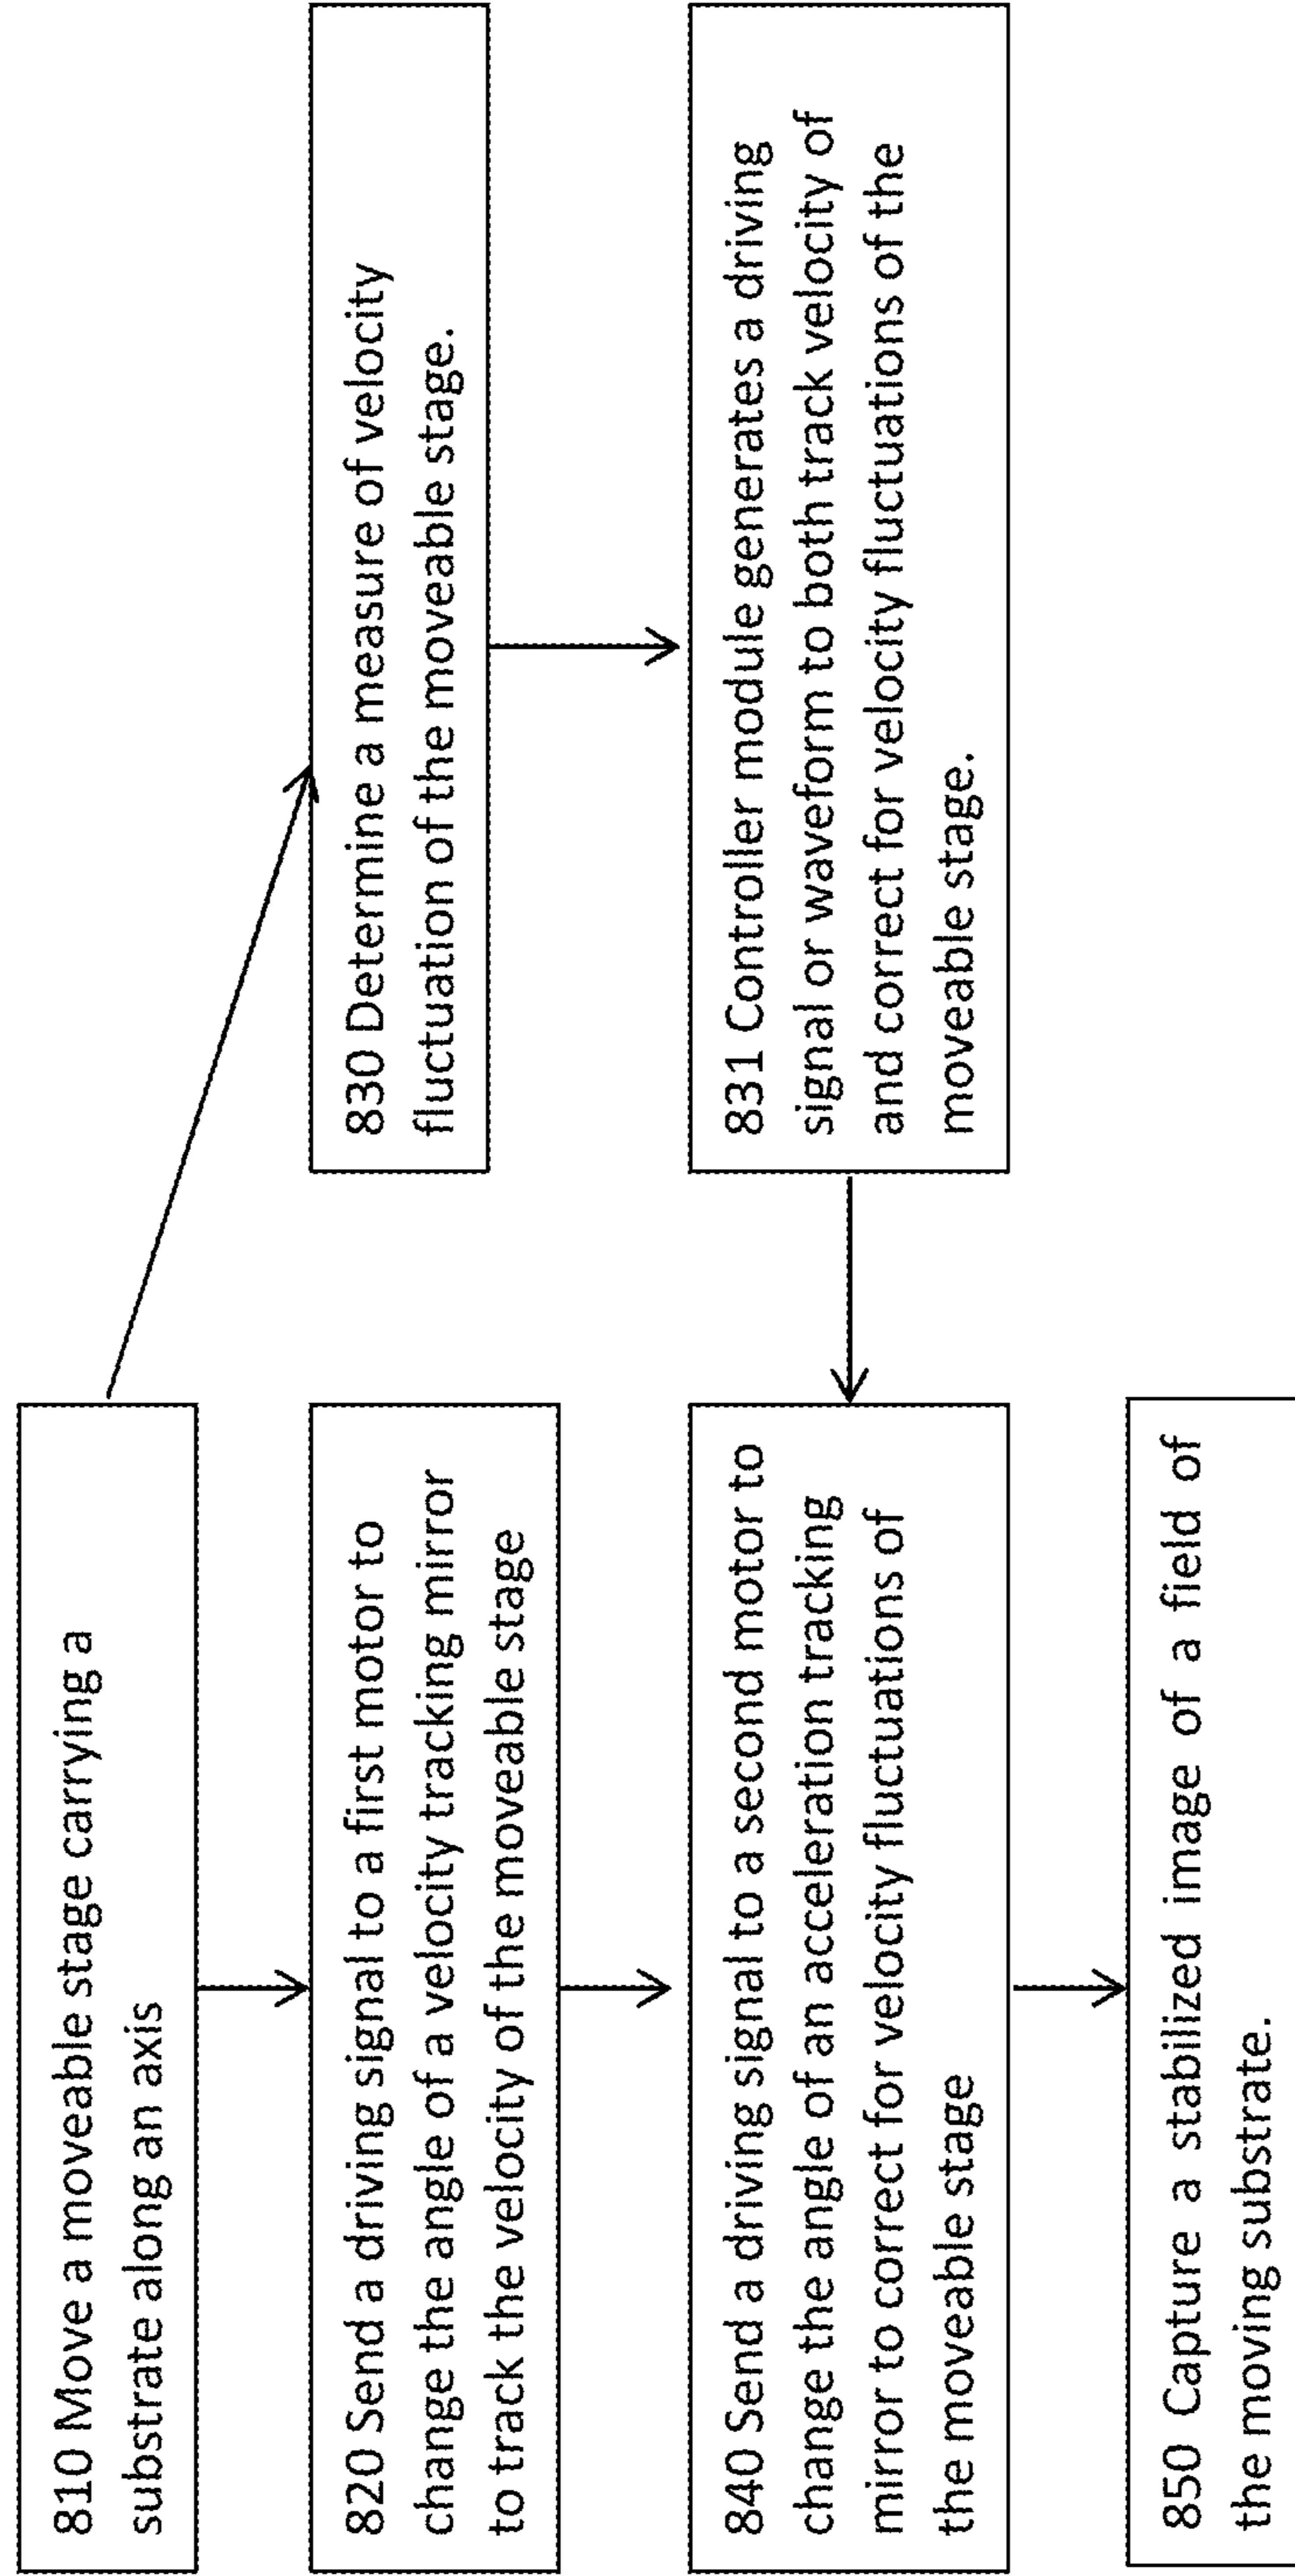 810 Move a moveable stage carrying a
substrate along an axis
820 Send a driving signal to a first motor to
change the angle of a velocity tracking mirror
to track the velocity of the moveable stage
830 Determine a measure of velocity
fluctuation of the moveable stage.
831 Controller module generates a driving
signal or waveform to both track velocity of
and correct for velocity fluctuations of the
moveable stage.
840 Send a driving signal to a second motor to
change the angle of an acceleration tracking
mirror to correct for velocity fluctuations of
the moveable stage
850 Capture a stabilized image of a field of
the moving substrate.